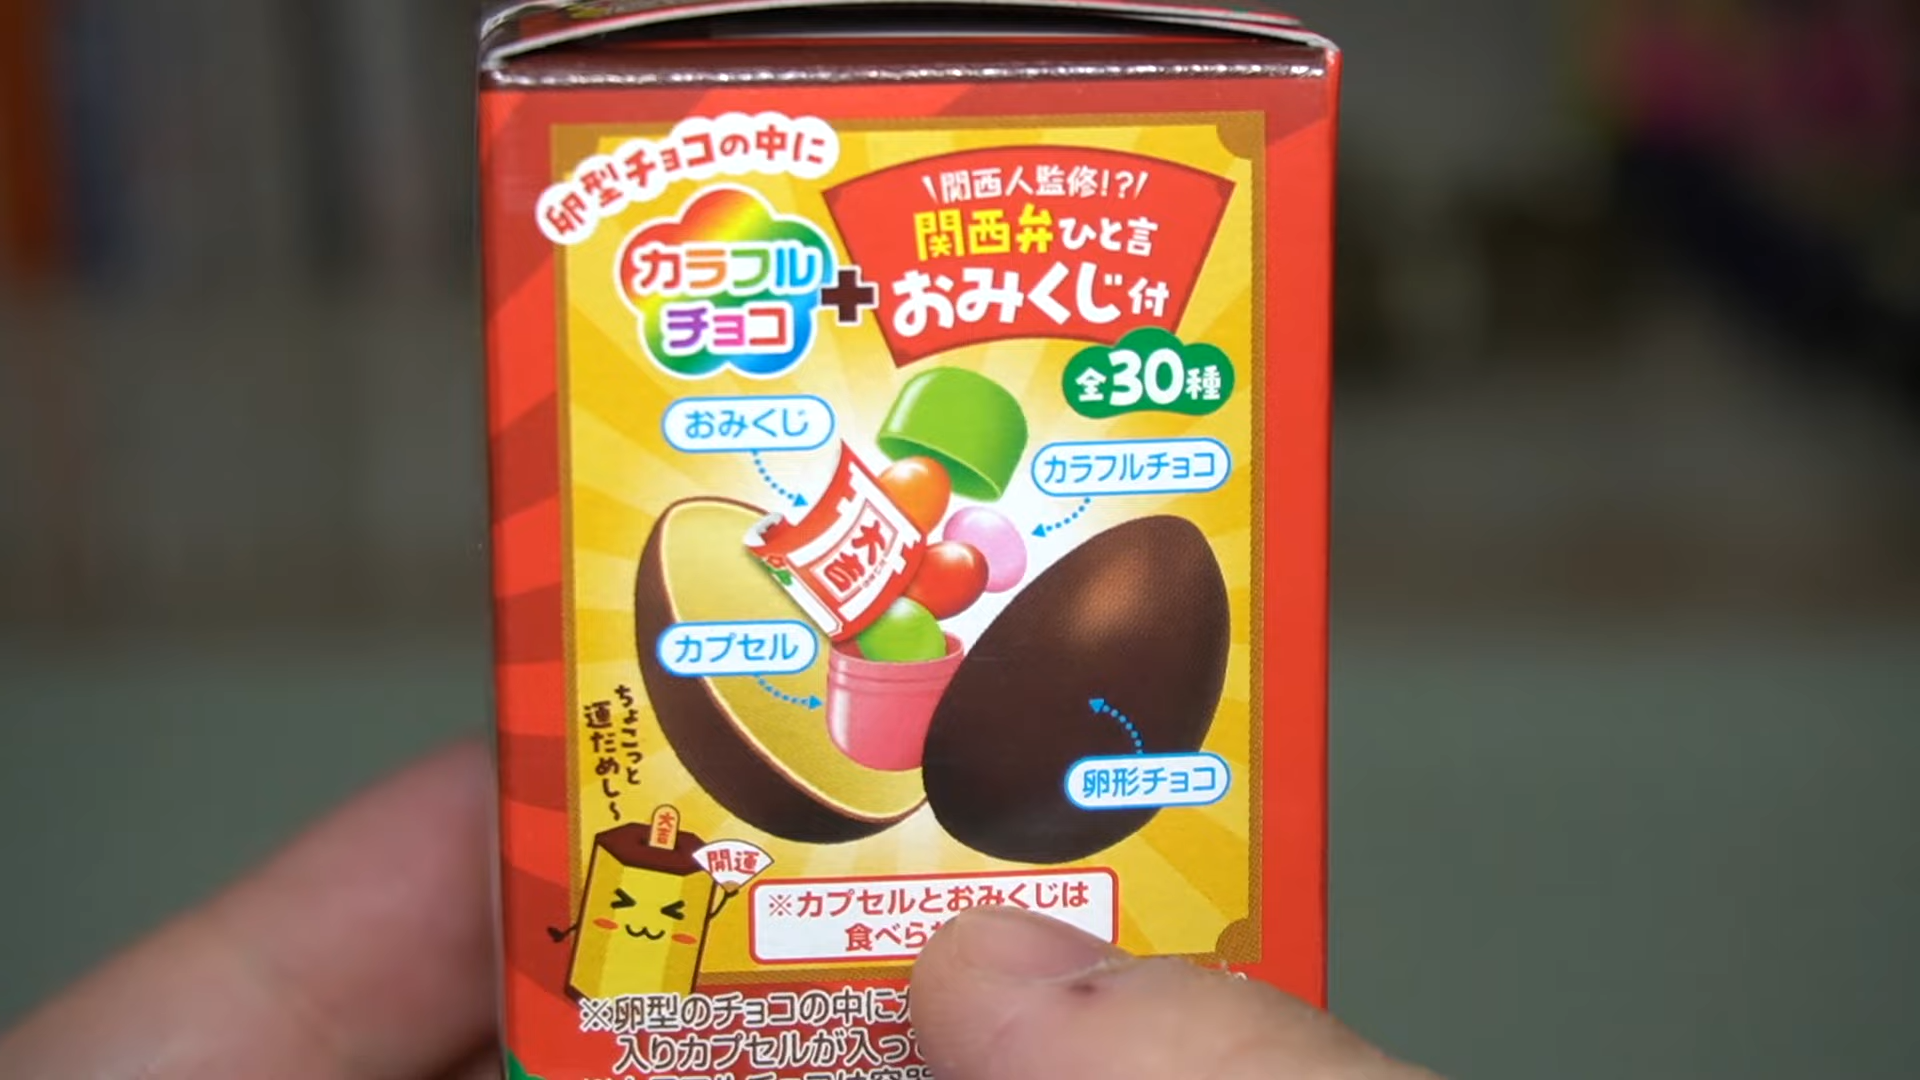 卵型チョコの中に
カラフル
チョコ
+
\関西人監修!?/
関西弁ひと言
おみくじ付
全30種
おみくじ
カラフルチョコ
大吉
カプセル
卵形チョコ
ちょこっと
運だめし~
大吉
開運
※カプセルとおみくじは
食べら
※卵型のチョコの中に
入りカプセルが入っ